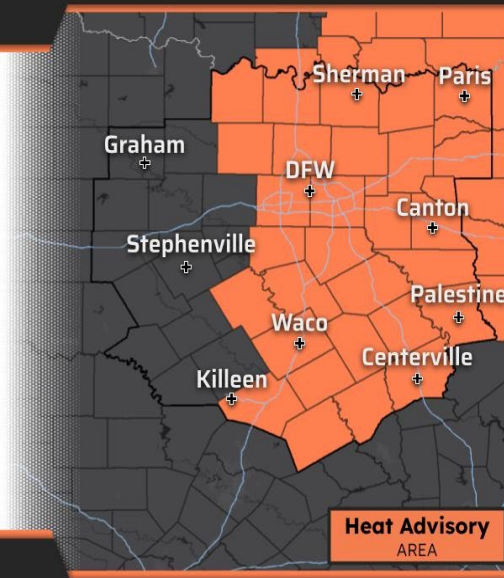 Sherman
Paris
Graham
DFW
Canton
Stephenville
Palestine
Waco
Centerville
Killeen
Heat Advisory
AREA